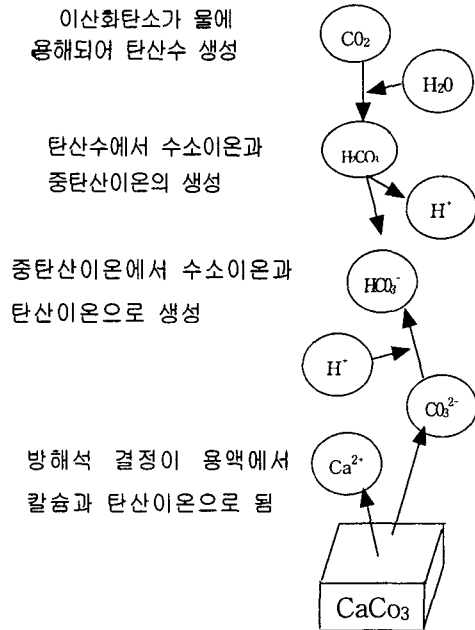 이산화탄소가 물에
용해되어 탄산수 생성
CO₂
H₂O
탄산수에서 수소이온과
중탄산이온의 생성
H₂CO₃
H⁺
중탄산이온에서 수소이온과
탄산이온으로 생성
HCO₃⁻
H⁺
CO₃²⁻
방해석 결정이 용액에서
칼슘과 탄산이온으로 됨
Ca²⁺
CaCo₃